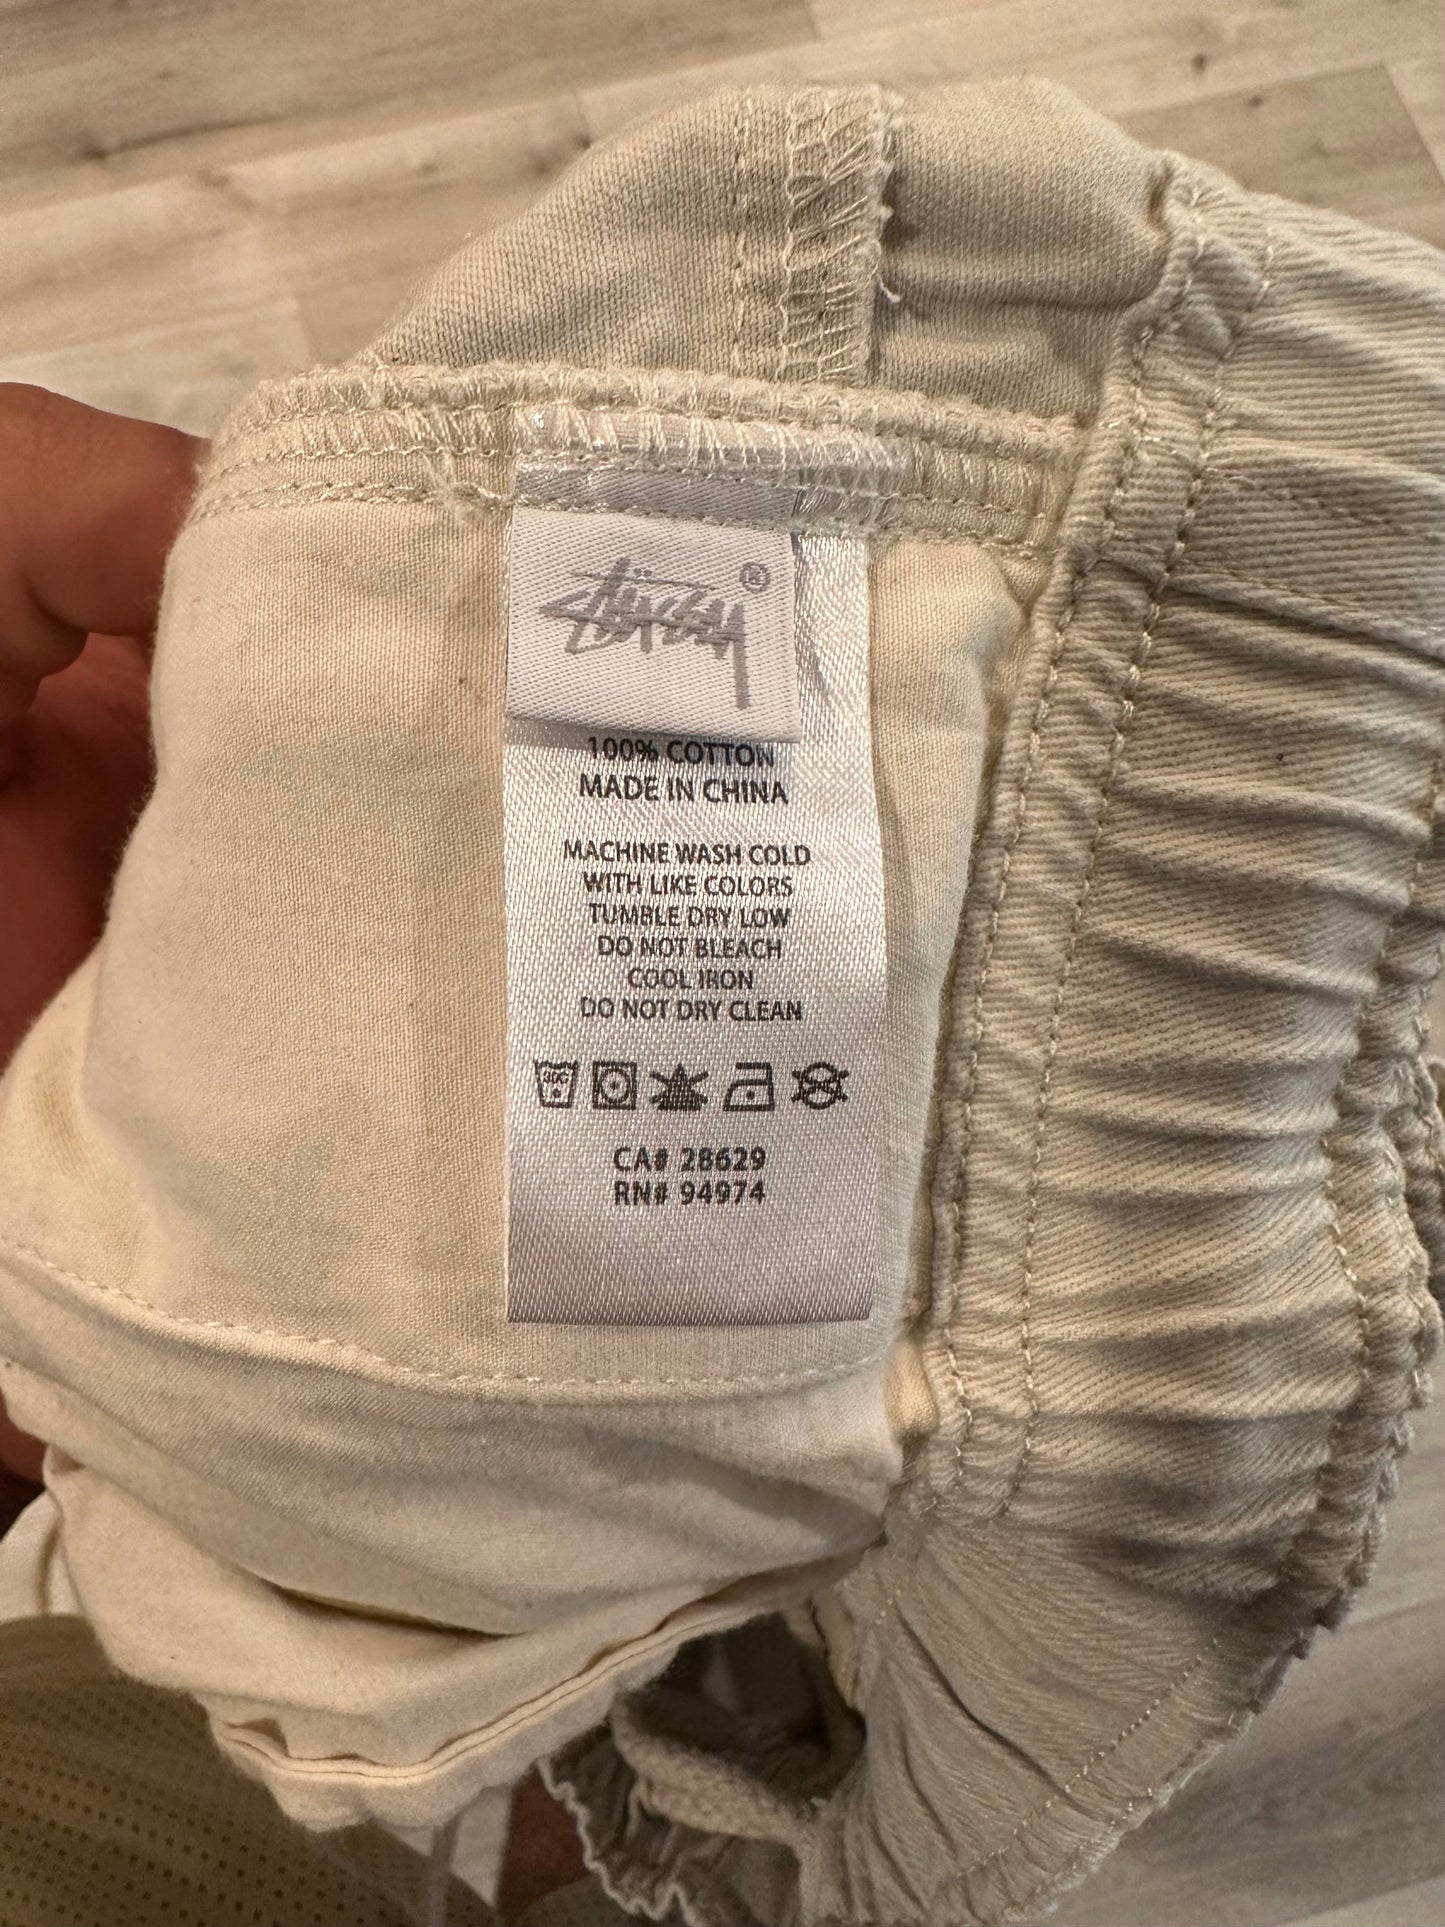 Stüssy ®
100% COTTON
MADE IN CHINA
MACHINE WASH COLD
WITH LIKE COLORS
TUMBLE DRY LOW
DO NOT BLEACH
COOL IRON
DO NOT DRY CLEAN
30C
CA# 28629
RN# 94974